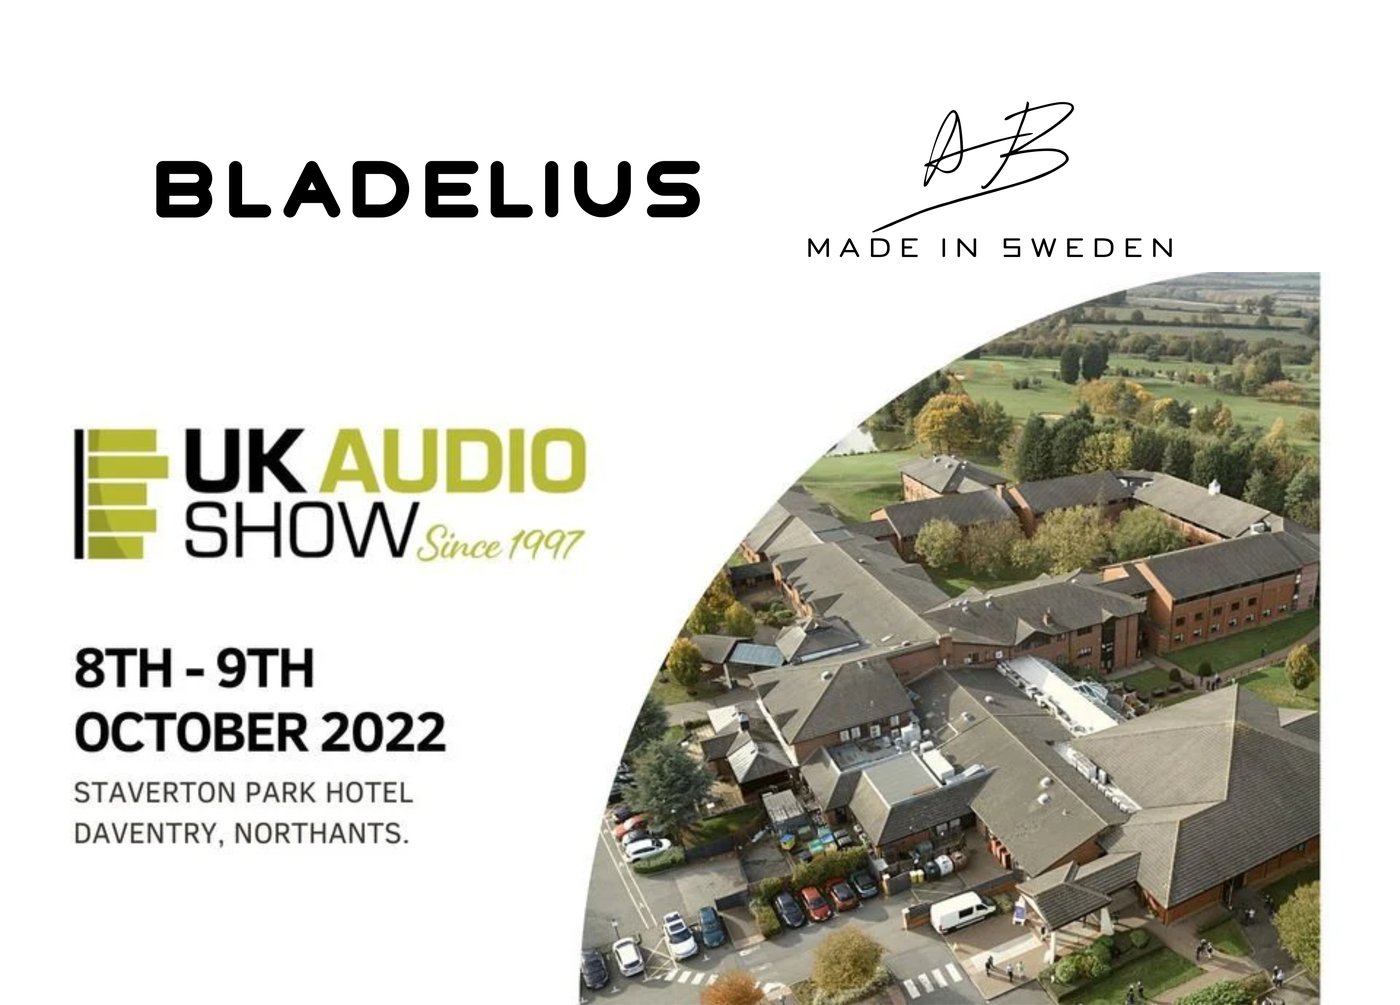 BLADELIUS
AB
MADE IN SWEDEN
UK AUDIO
SHOW Since 1997
8TH - 9TH
OCTOBER 2022
STAVERTON PARK HOTEL
DAVENTRY, NORTHANTS.